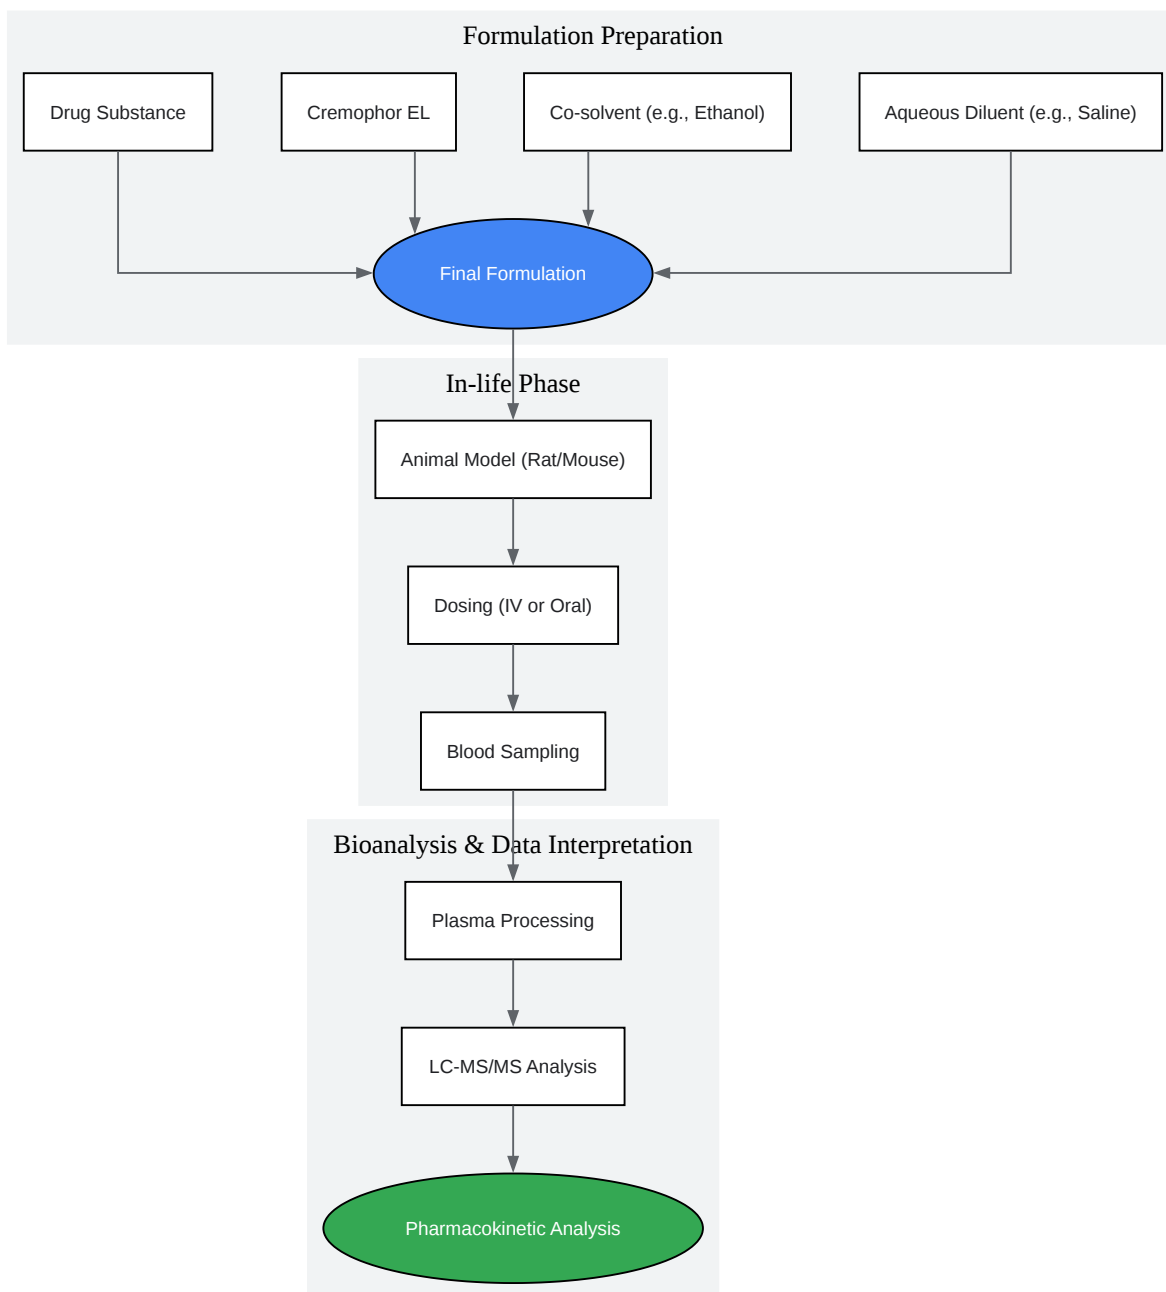 Formulation Preparation
Drug Substance
Cremophor EL
Co-solvent (e.g., Ethanol)
Aqueous Diluent (e.g., Saline)
Final Formulation
In-life Phase
Animal Model (Rat/Mouse)
Dosing (IV or Oral)
Blood Sampling
Bioanalysis & Data Interpretation
Plasma Processing
LC-MS/MS Analysis
Pharmacokinetic Analysis